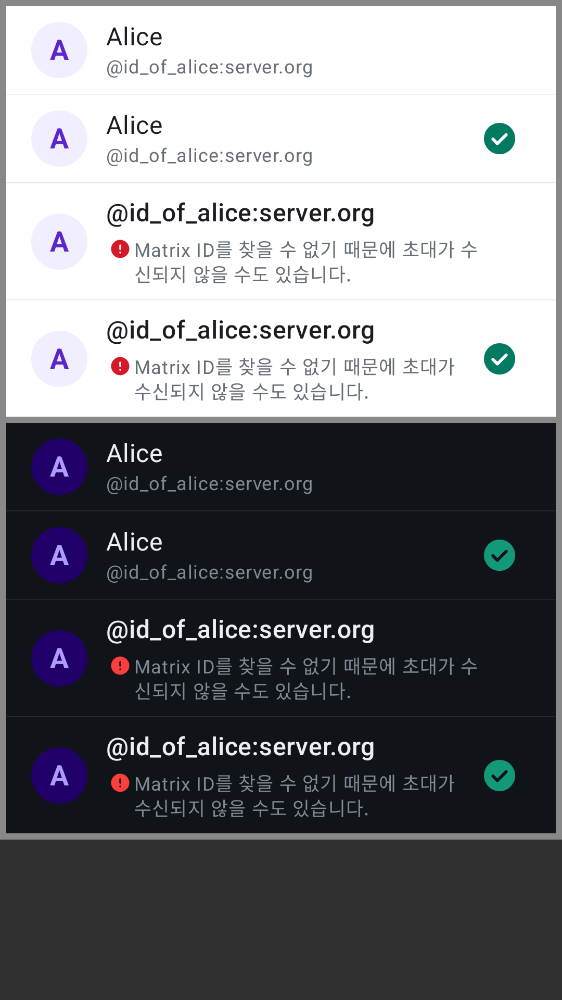 A
Alice
@id_of_alice:server.org
A
Alice
@id_of_alice:server.org
A
@id_of_alice:server.org
Matrix ID를 찾을 수 없기 때문에 초대가 수
신되지 않을 수도 있습니다.
A
@id_of_alice:server.org
Matrix ID를 찾을 수 없기 때문에 초대가
수신되지 않을 수도 있습니다.
A
Alice
@id_of_alice:server.org
A
Alice
@id_of_alice:server.org
A
@id_of_alice:server.org
Matrix ID를 찾을 수 없기 때문에 초대가 수
신되지 않을 수도 있습니다.
A
@id_of_alice:server.org
Matrix ID를 찾을 수 없기 때문에 초대가
수신되지 않을 수도 있습니다.